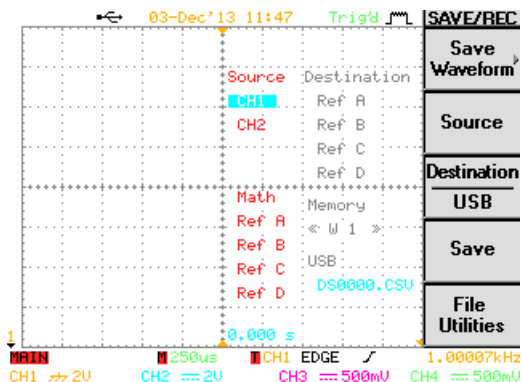 03-Dec'13 11:47 Trig'd SAVE/REC
Save
Waveform
Source
Destination
USB
Save
File
Utilities
Source Destination
CH1 Ref A
CH2 Ref B
Ref C
Ref D
Math Memory
Ref A « W 1 »
Ref B
Ref C USB
Ref D DS0000.CSV
1
0.000 s
MAIN M 250us T CH1 EDGE 1.00007kHz
CH1 2V CH2 2V CH3 500mV CH4 500mV